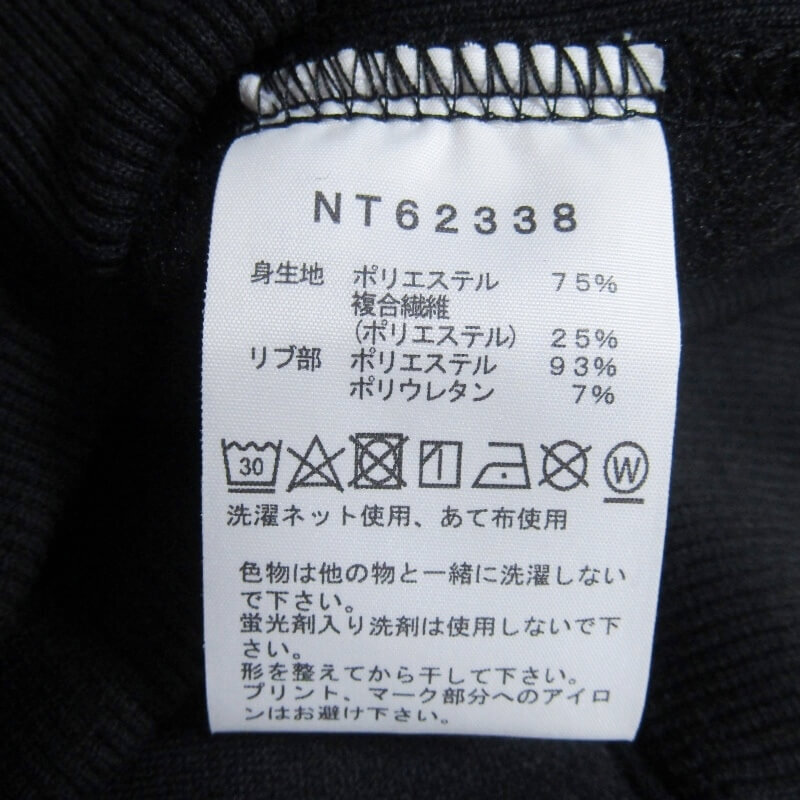 NT62338
身生地 ポリエステル 75%
複合繊維
(ポリエステル) 25%
リブ部 ポリエステル 93%
ポリウレタン 7%
30 W
洗濯ネット使用、あて布使用
色物は他の物と一緒に洗濯しない
で下さい。
蛍光剤入り洗剤は使用しないで下
さい。
形を整えてから干して下さい。
プリント、マーク部分へのアイロ
ンはお避け下さい。